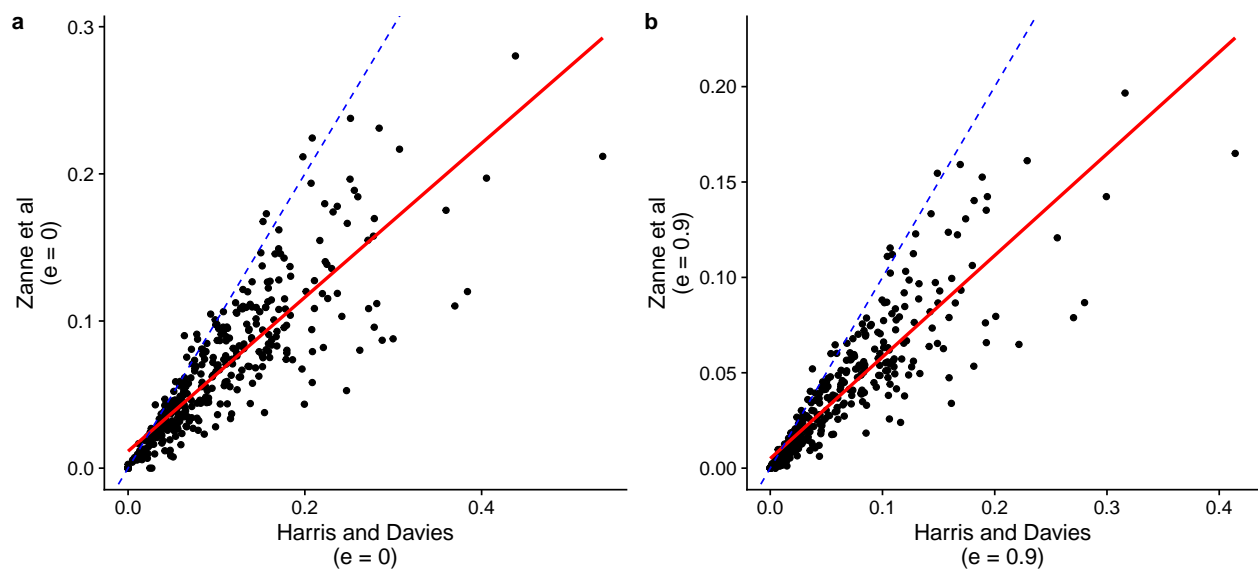 a
0.3
0.2
0.1
0.0
Zanne et al
(e = 0)
0.0
0.2
0.4
Harris and Davies
(e = 0)
b
0.20
0.15
0.10
0.05
0.00
Zanne et al
(e = 0.9)
0.0
0.1
0.2
0.3
0.4
Harris and Davies
(e = 0.9)